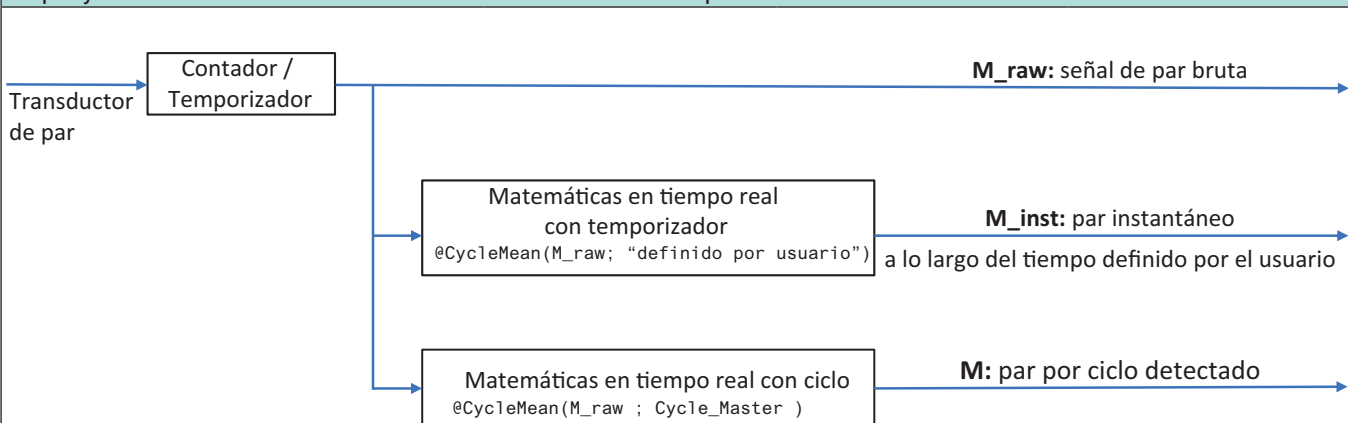 Contador /
Temporizador
Transductor
de par
M_raw: señal de par bruta
Matemáticas en tiempo real
con temporizador
@CycleMean(M_raw; “definido por usuario”)
M_inst: par instantáneo
a lo largo del tiempo definido por el usuario
Matemáticas en tiempo real con ciclo
@CycleMean(M_raw ; Cycle_Master )
M: par por ciclo detectado